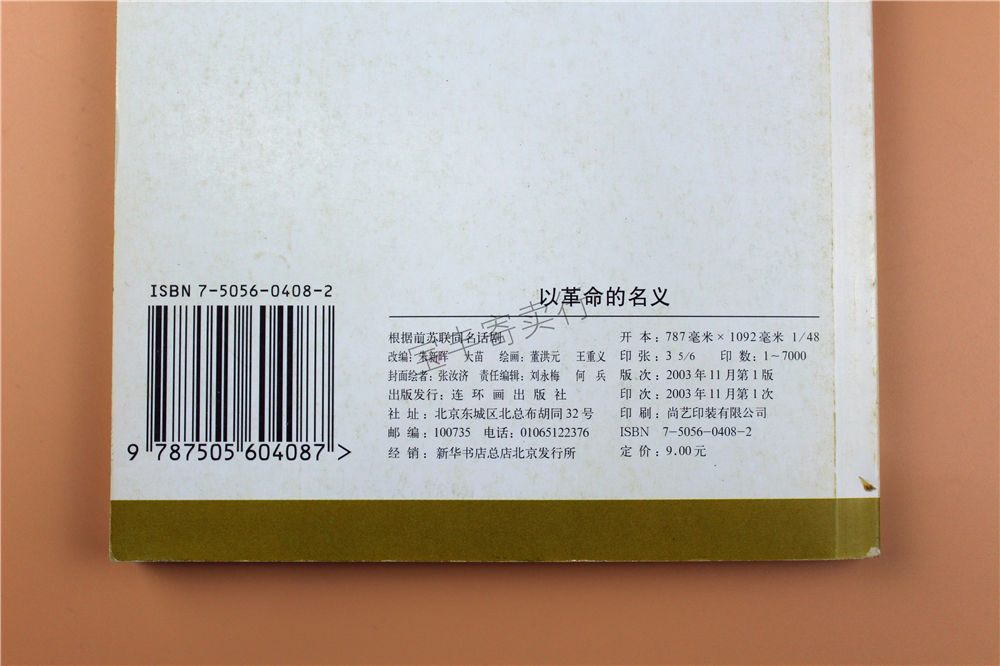 ISBN 7-5056-0408-2
9 787505 604087 >
以革命的名义
根据前苏联同名话剧
改编：朱新晖 大苗 绘画：董洪元 王重义
封面绘者：张汝济 责任编辑：刘永梅 何兵
出版发行：连环画出版社
社址：北京东城区北总布胡同32号
邮编：100735 电话：01065122376
经销：新华书店总店北京发行所
开本：787毫米×1092毫米 1/48
印张：3 5/6 印数：1~7000
版次：2003年11月第1版
印次：2003年11月第1次
印刷：尚艺印装有限公司
ISBN 7-5056-0408-2
定价：9.00元
宝牛寄卖行